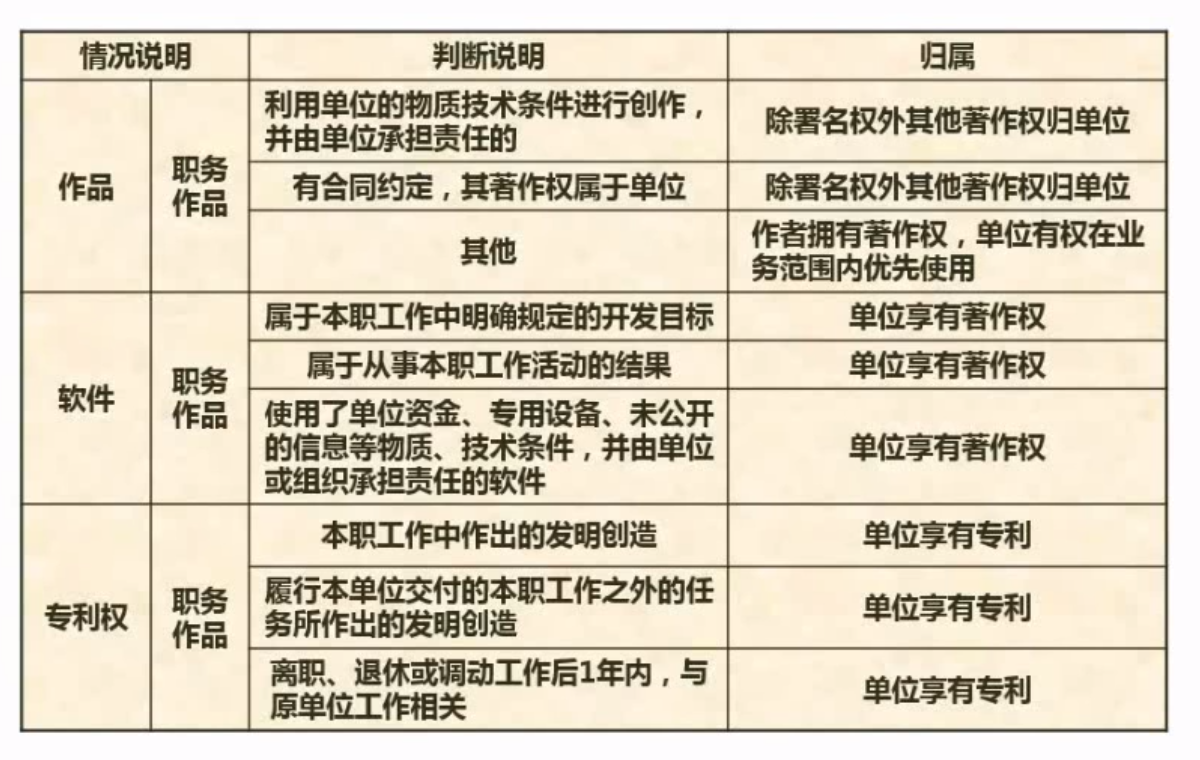 情况说明 判断说明 归属
作品
职务
作品
利用单位的物质技术条件进行创作，
并由单位承担责任的
除署名权外其他著作权归单位
有合同约定，其著作权属于单位
除署名权外其他著作权归单位
其他
作者拥有著作权，单位有权在业
务范围内优先使用
软件
职务
作品
属于本职工作中明确规定的开发目标
单位享有著作权
属于从事本职工作活动的结果
单位享有著作权
使用了单位资金、专用设备、未公开
的信息等物质、技术条件，并由单位
或组织承担责任的软件
单位享有著作权
专利权
职务
作品
本职工作中作出的发明创造
单位享有专利
履行本单位交付的本职工作之外的任
务所作出的发明创造
单位享有专利
离职、退休或调动工作后1年内，与
原单位工作相关
单位享有专利